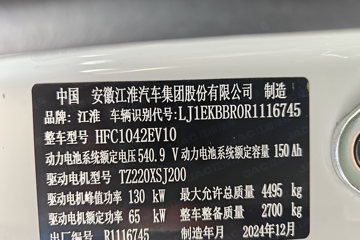 中国 安徽江淮汽车集团股份有限公司 制造
品牌：江淮 车辆识别代号：LJ1EKBBR0R1116745
整车型号 HFC1042EV10
动力电池系统额定电压 540.9 V 动力电池系统额定容量 150 Ah
驱动电机型号 TZ220XSJ200
驱动电机峰值功率 130 kW 最大允许总质量 4495 kg
驱动电机额定功率 65 kW 整车整备质量 2700 kg
出厂编号 R1116745 制造年月 2024年12月